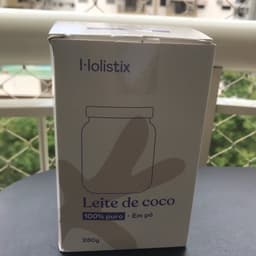 Holistix
Leite de coco
100% puro • Em pó
250g